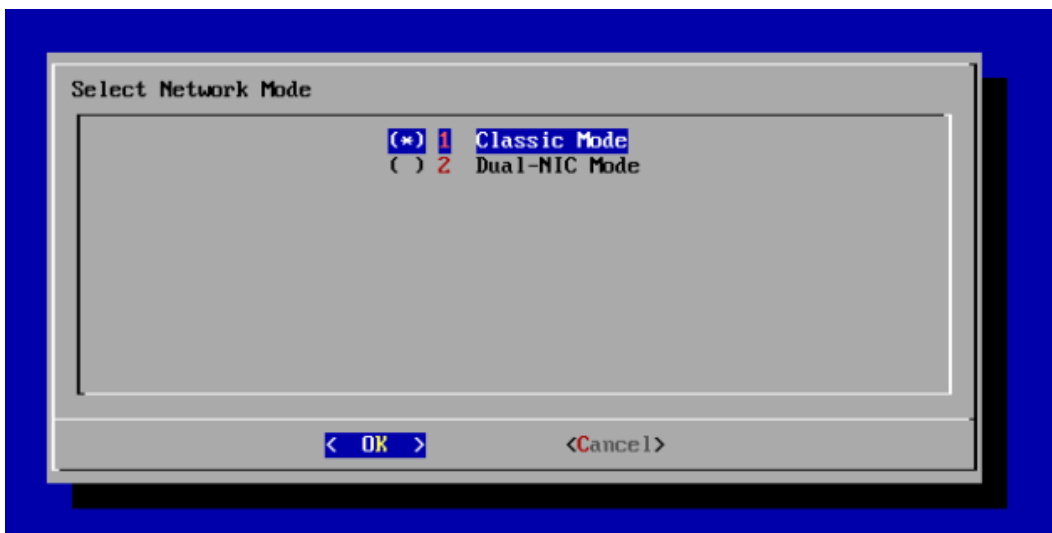 Select Network Mode
(*) 1 Classic Mode
( ) 2 Dual-NIC Mode
< OK > <Cancel>